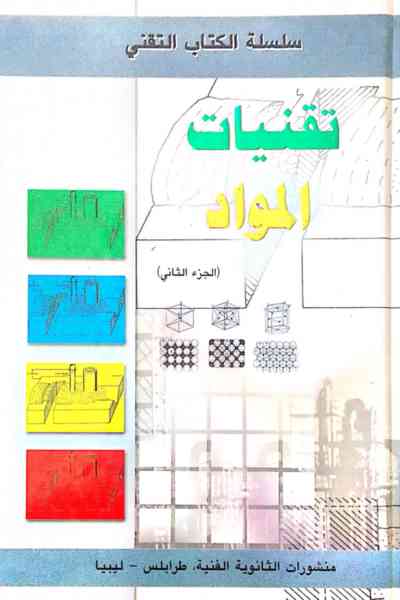 سلسلة الكتاب التقني
تقنيات
المواد
(الجزء الثاني)
منشورات الثانوية الفنية، طرابلس - ليبيا